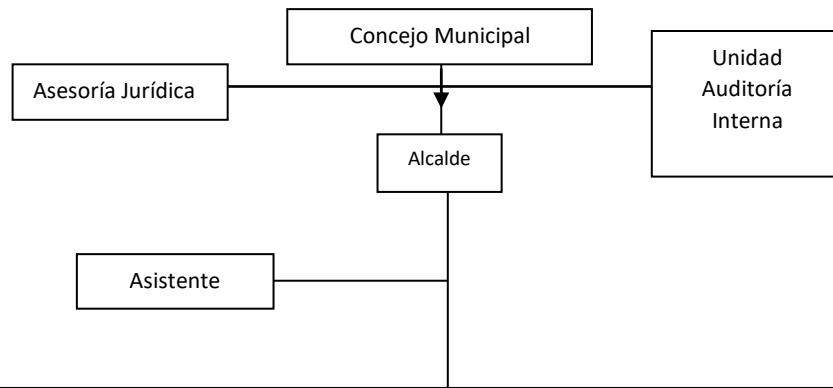 Concejo Municipal
Asesoría Jurídica
Unidad
Auditoría
Interna
Alcalde
Asistente